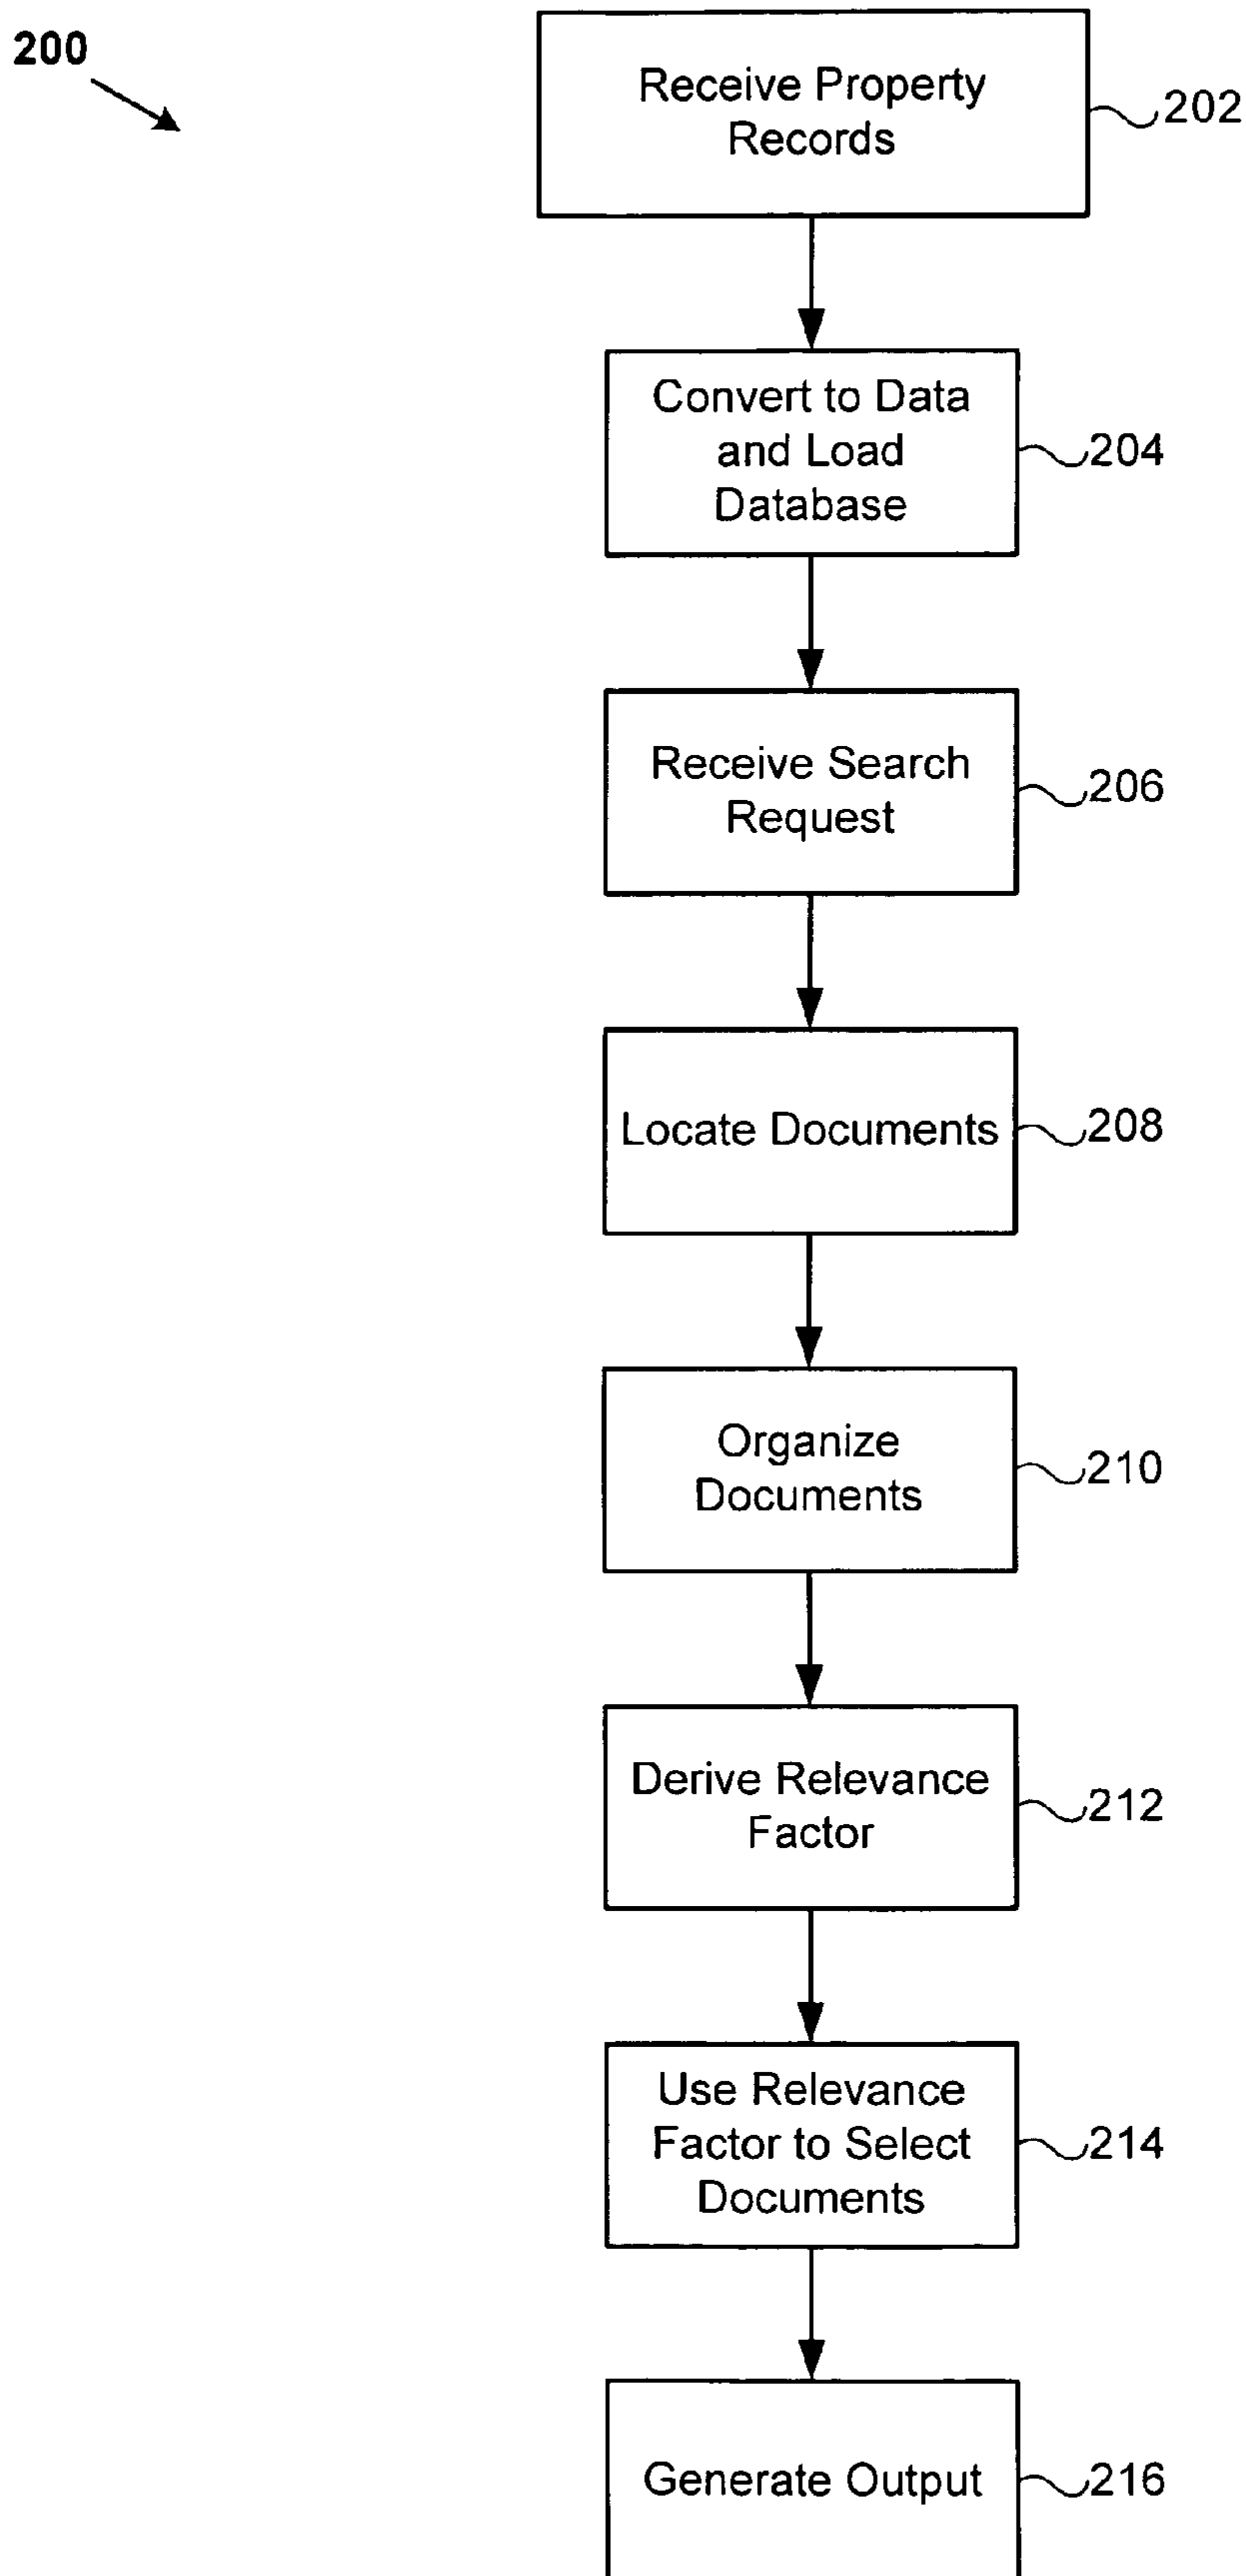 200
Receive Property
Records
202
Convert to Data
and Load
Database
204
Receive Search
Request
206
Locate Documents
208
Organize
Documents
210
Derive Relevance
Factor
212
Use Relevance
Factor to Select
Documents
214
Generate Output
216